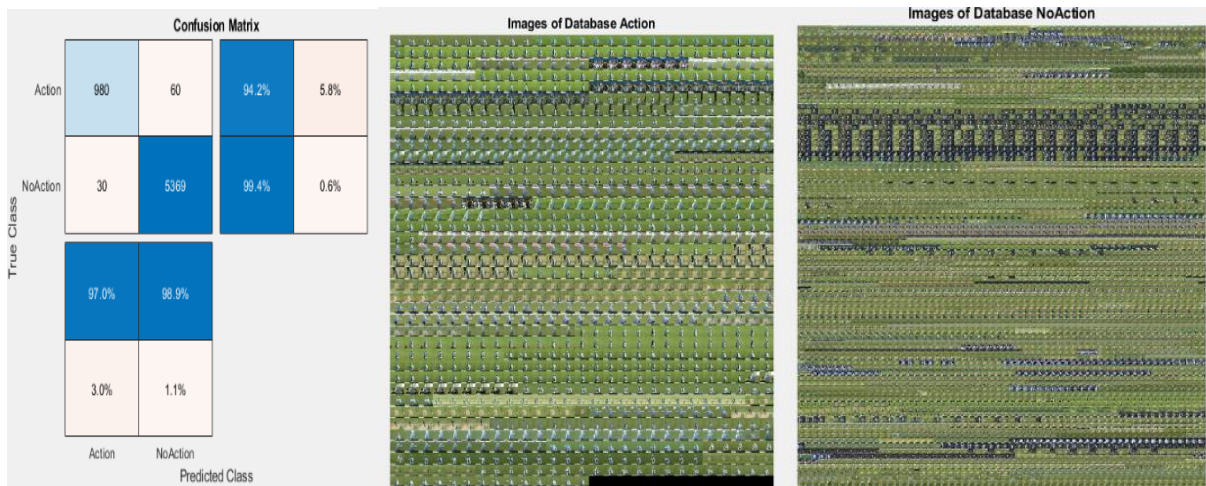 Confusion Matrix
Action 980 60 94.2% 5.8%
NoAction 30 5369 99.4% 0.6%
True Class
97.0% 98.9%
3.0% 1.1%
Action NoAction
Predicted Class
Images of Database Action
Images of Database NoAction